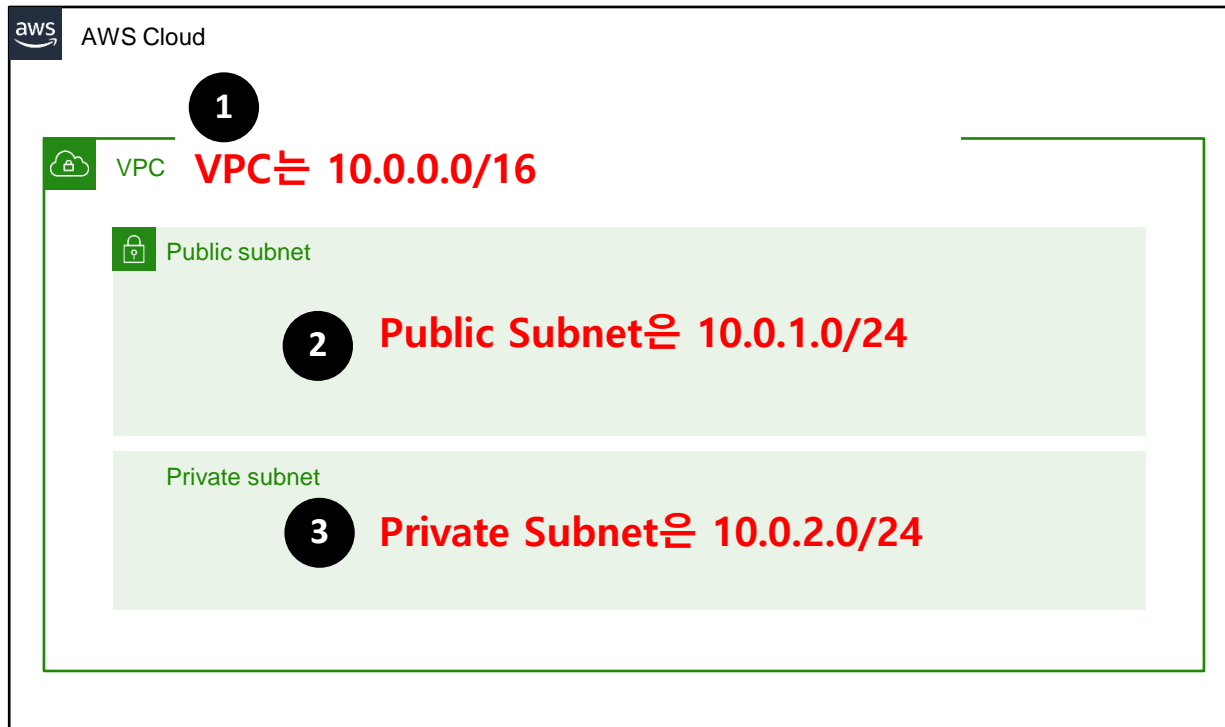 aws
AWS Cloud
1
VPC
VPC는 10.0.0.0/16
Public subnet
2
Public Subnet은 10.0.1.0/24
Private subnet
3
Private Subnet은 10.0.2.0/24